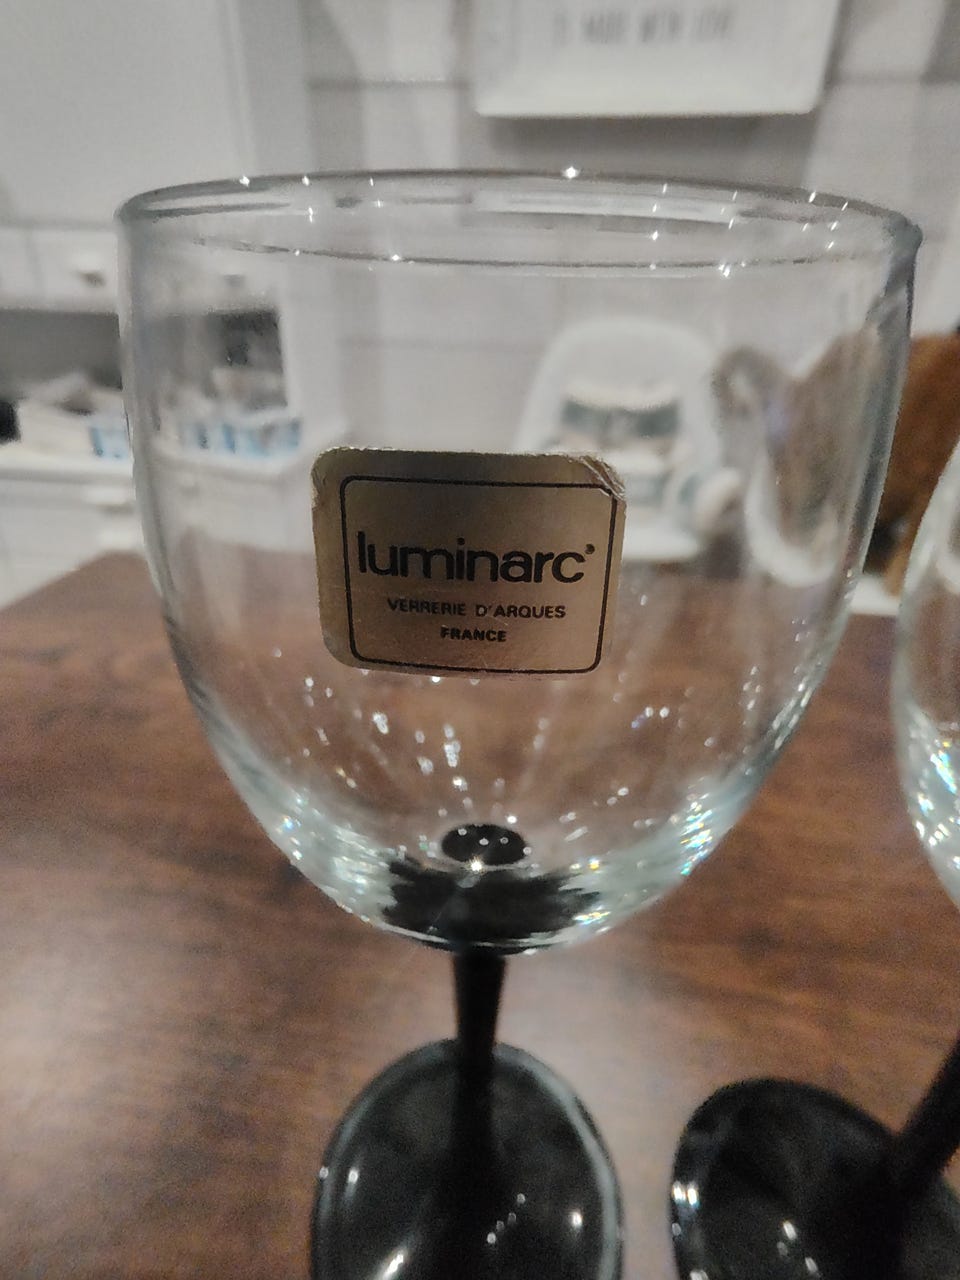 luminarc®
VERRERIE D'ARQUES
FRANCE